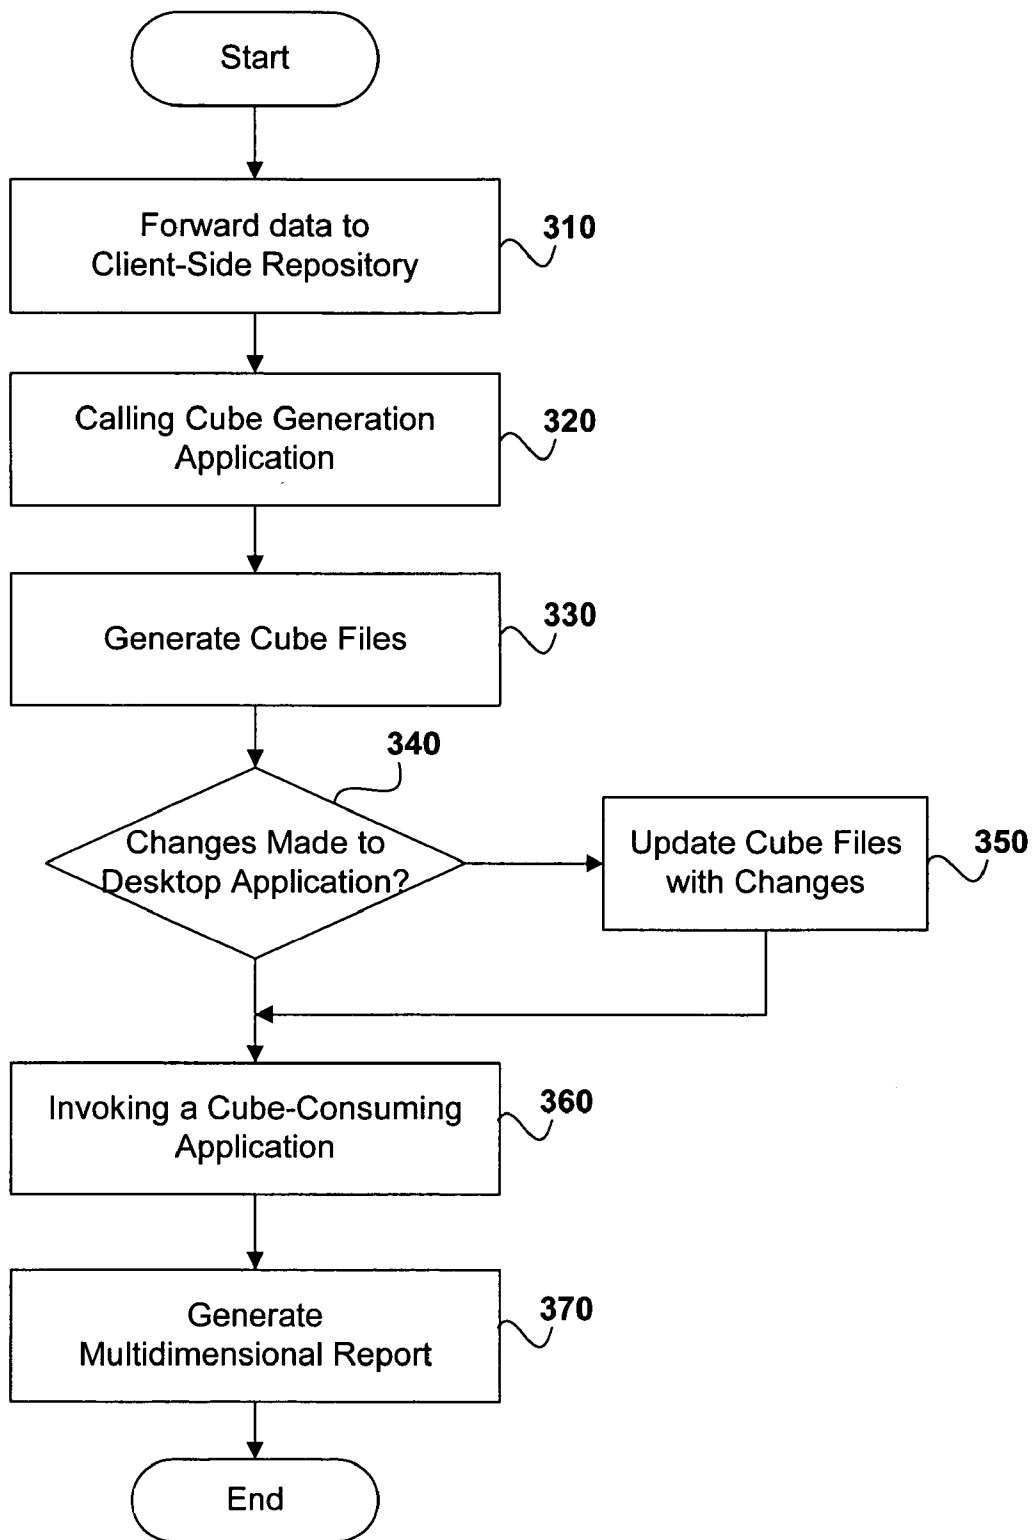 Start
Forward data to
Client-Side Repository
310
Calling Cube Generation
Application
320
Generate Cube Files
330
340
Changes Made to
Desktop Application?
Update Cube Files
with Changes
350
Invoking a Cube-Consuming
Application
360
Generate
Multidimensional Report
370
End